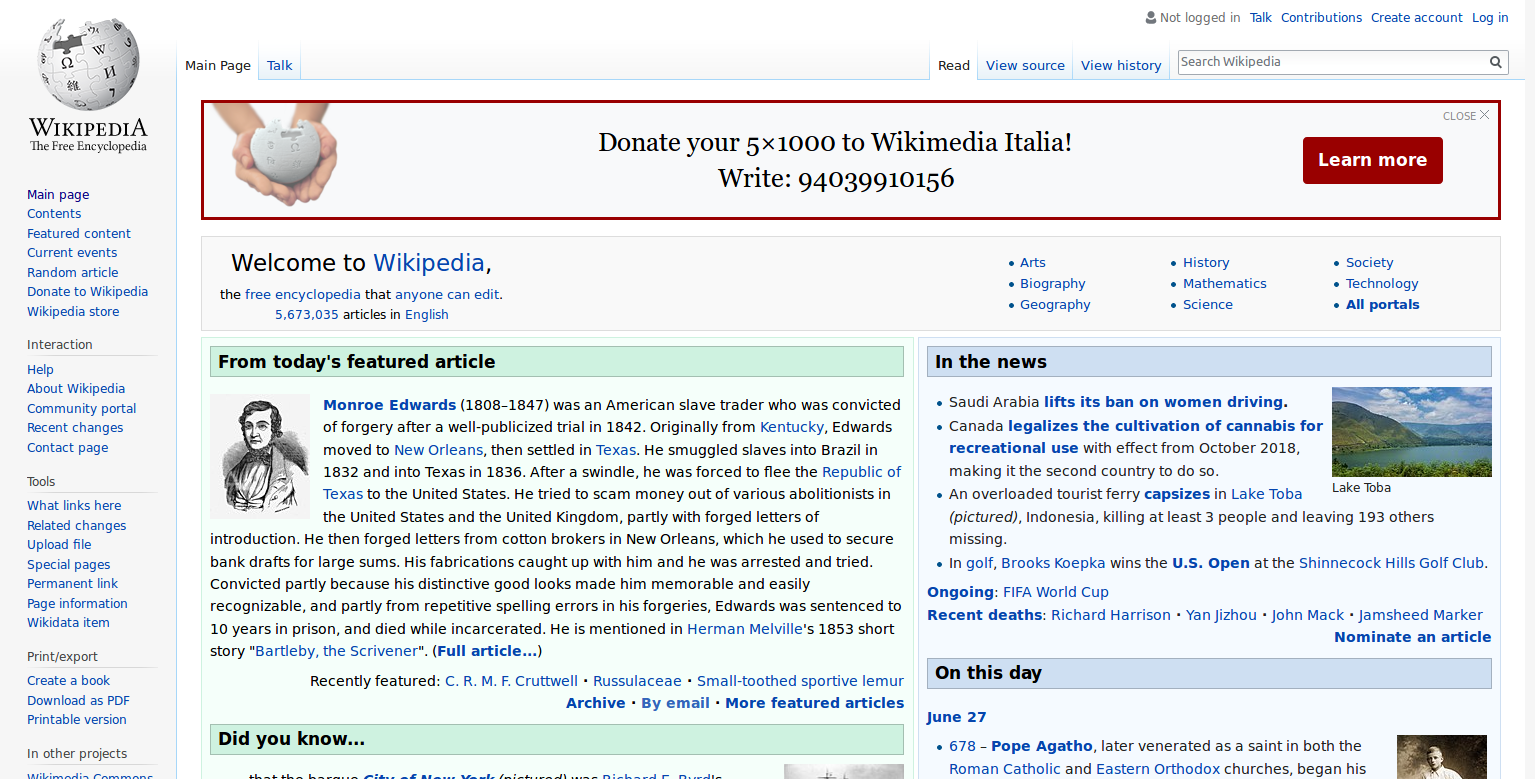 Not logged in Talk Contributions Create account Log in
Main Page Talk Read View source View history Search Wikipedia
WIKIPEDIA
The Free Encyclopedia
Main page
Contents
Featured content
Current events
Random article
Donate to Wikipedia
Wikipedia store
Interaction
Help
About Wikipedia
Community portal
Recent changes
Contact page
Tools
What links here
Related changes
Upload file
Special pages
Permanent link
Page information
Wikidata item
Print/export
Create a book
Download as PDF
Printable version
In other projects
Wikimedia Commons
CLOSE
Donate your 5×1000 to Wikimedia Italia!
Write: 94039910156
Learn more
Welcome to Wikipedia,
the free encyclopedia that anyone can edit.
5,673,035 articles in English
• Arts
• Biography
• Geography
• History
• Mathematics
• Science
• Society
• Technology
• All portals
From today's featured article
Monroe Edwards (1808–1847) was an American slave trader who was convicted
of forgery after a well-publicized trial in 1842. Originally from Kentucky, Edwards
moved to New Orleans, then settled in Texas. He smuggled slaves into Brazil in
1832 and into Texas in 1836. After a swindle, he was forced to flee the Republic of
Texas to the United States. He tried to scam money out of various abolitionists in
the United States and the United Kingdom, partly with forged letters of
introduction. He then forged letters from cotton brokers in New Orleans, which he used to secure
bank drafts for large sums. His fabrications caught up with him and he was arrested and tried.
Convicted partly because his distinctive good looks made him memorable and easily
recognizable, and partly from repetitive spelling errors in his forgeries, Edwards was sentenced to
10 years in prison, and died while incarcerated. He is mentioned in Herman Melville's 1853 short
story "Bartleby, the Scrivener". (Full article...)
Recently featured: C. R. M. F. Cruttwell · Russulaceae · Small-toothed sportive lemur
Archive · By email · More featured articles
Did you know...
that the barque City of New York (pictured) was Richard E. Byrd's
In the news
• Saudi Arabia lifts its ban on women driving.
• Canada legalizes the cultivation of cannabis for
recreational use with effect from October 2018,
making it the second country to do so.
• An overloaded tourist ferry capsizes in Lake Toba
(pictured), Indonesia, killing at least 3 people and leaving 193 others
missing.
• In golf, Brooks Koepka wins the U.S. Open at the Shinnecock Hills Golf Club.
Lake Toba
Ongoing: FIFA World Cup
Recent deaths: Richard Harrison · Yan Jizhou · John Mack · Jamsheed Marker
Nominate an article
On this day
June 27
• 678 – Pope Agatho, later venerated as a saint in both the
Roman Catholic and Eastern Orthodox churches, began his